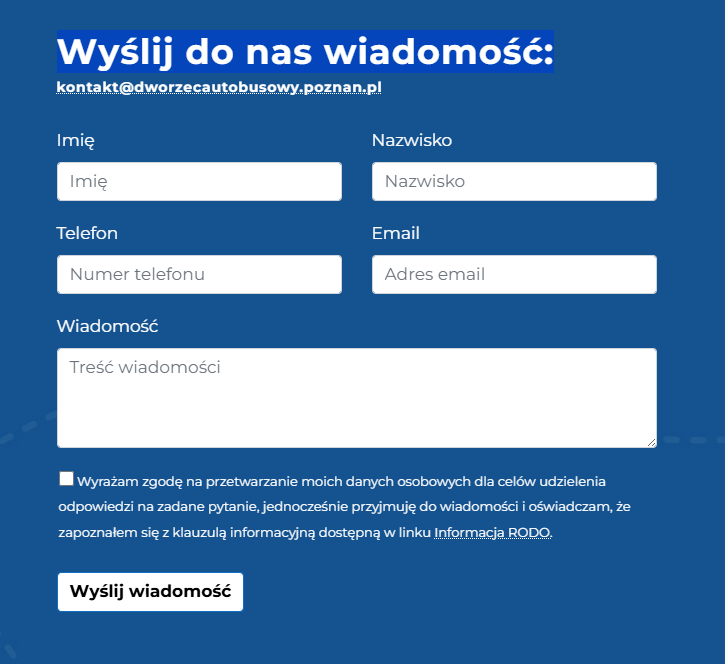 Wyślij do nas wiadomość:
kontakt@dworzecautobusowy.poznan.pl
Imię
Nazwisko
Imię
Nazwisko
Telefon
Email
Numer telefonu
Adres email
Wiadomość
Treść wiadomości
Wyrażam zgodę na przetwarzanie moich danych osobowych dla celów udzielenia
odpowiedzi na zadane pytanie, jednocześnie przyjmuję do wiadomości i oświadczam, że
zapoznałem się z klauzulą informacyjną dostępną w linku Informacja RODO.
Wyślij wiadomość